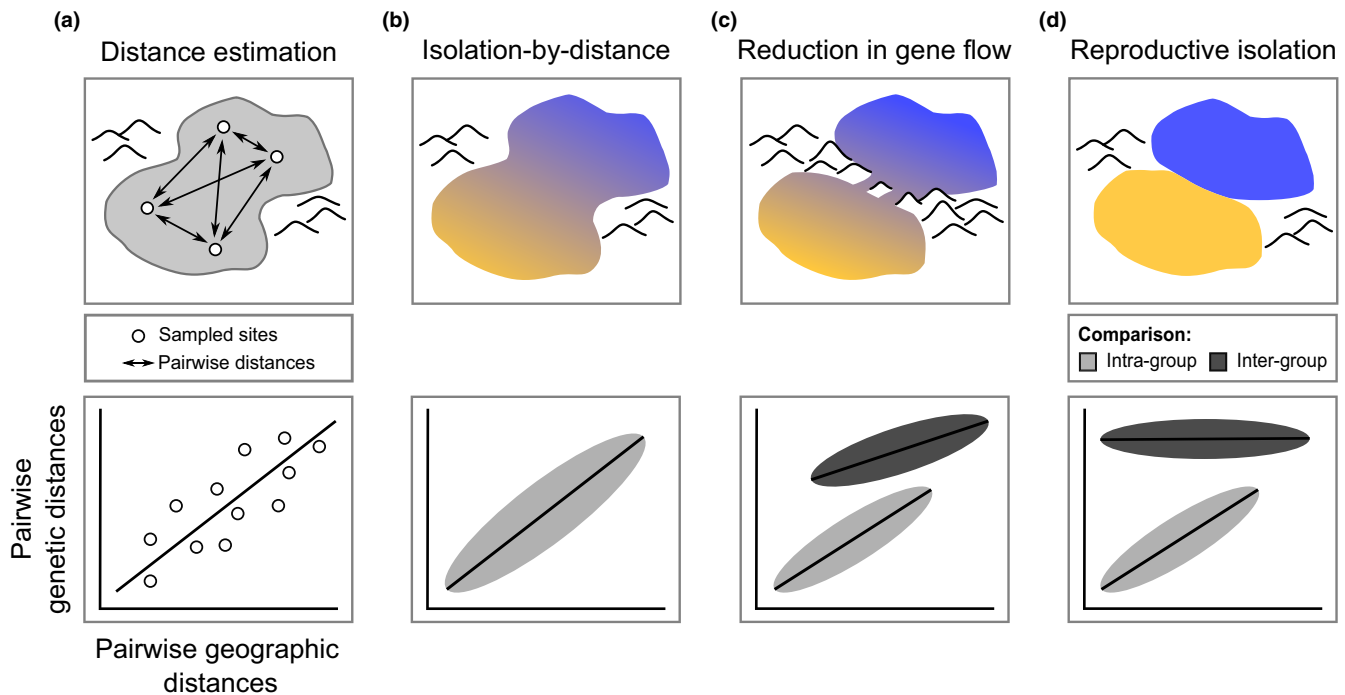 (a)
Distance estimation
(b)
Isolation-by-distance
(c)
Reduction in gene flow
(d)
Reproductive isolation
Sampled sites
Pairwise distances
Comparison:
Intra-group
Inter-group
Pairwise
genetic distances
Pairwise geographic
distances